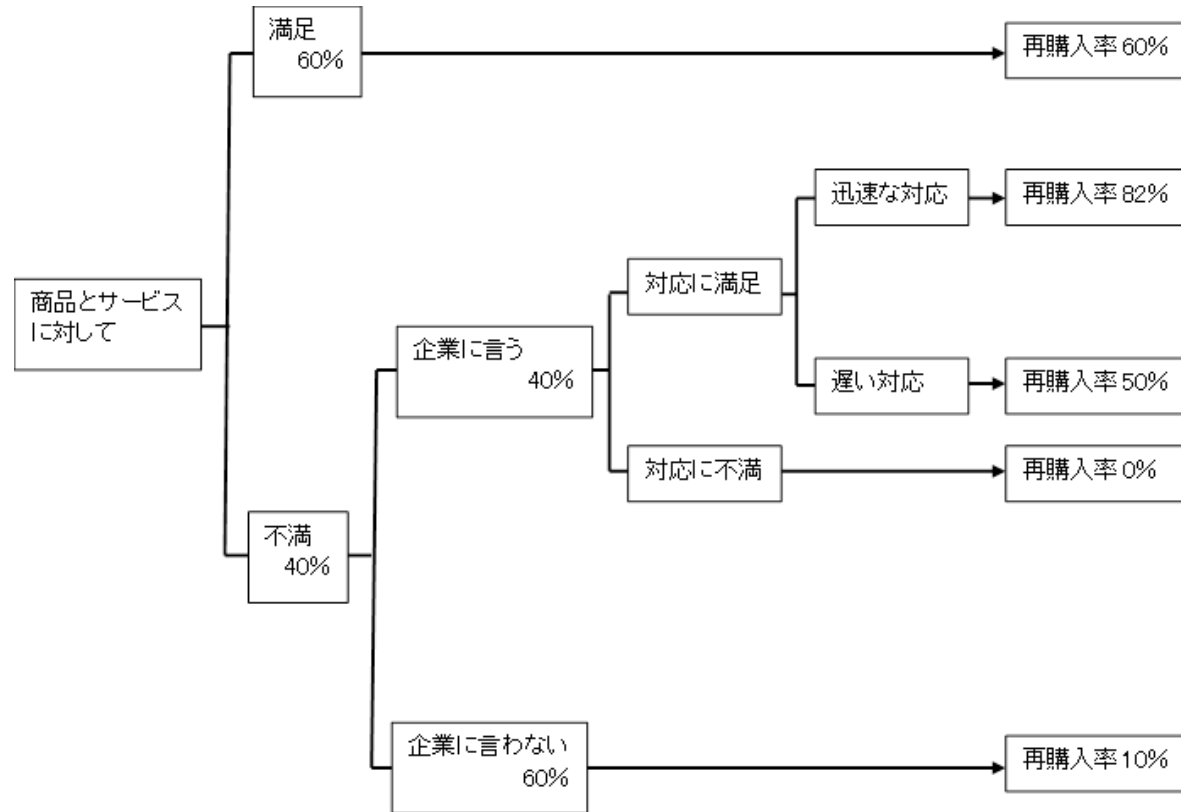 満足
60%
再購入率60%
迅速な対応
再購入率82%
対応に満足
商品とサービス
に対して
企業に言う
40%
遅い対応
再購入率50%
対応に不満
再購入率0%
不満
40%
企業に言わない
60%
再購入率10%